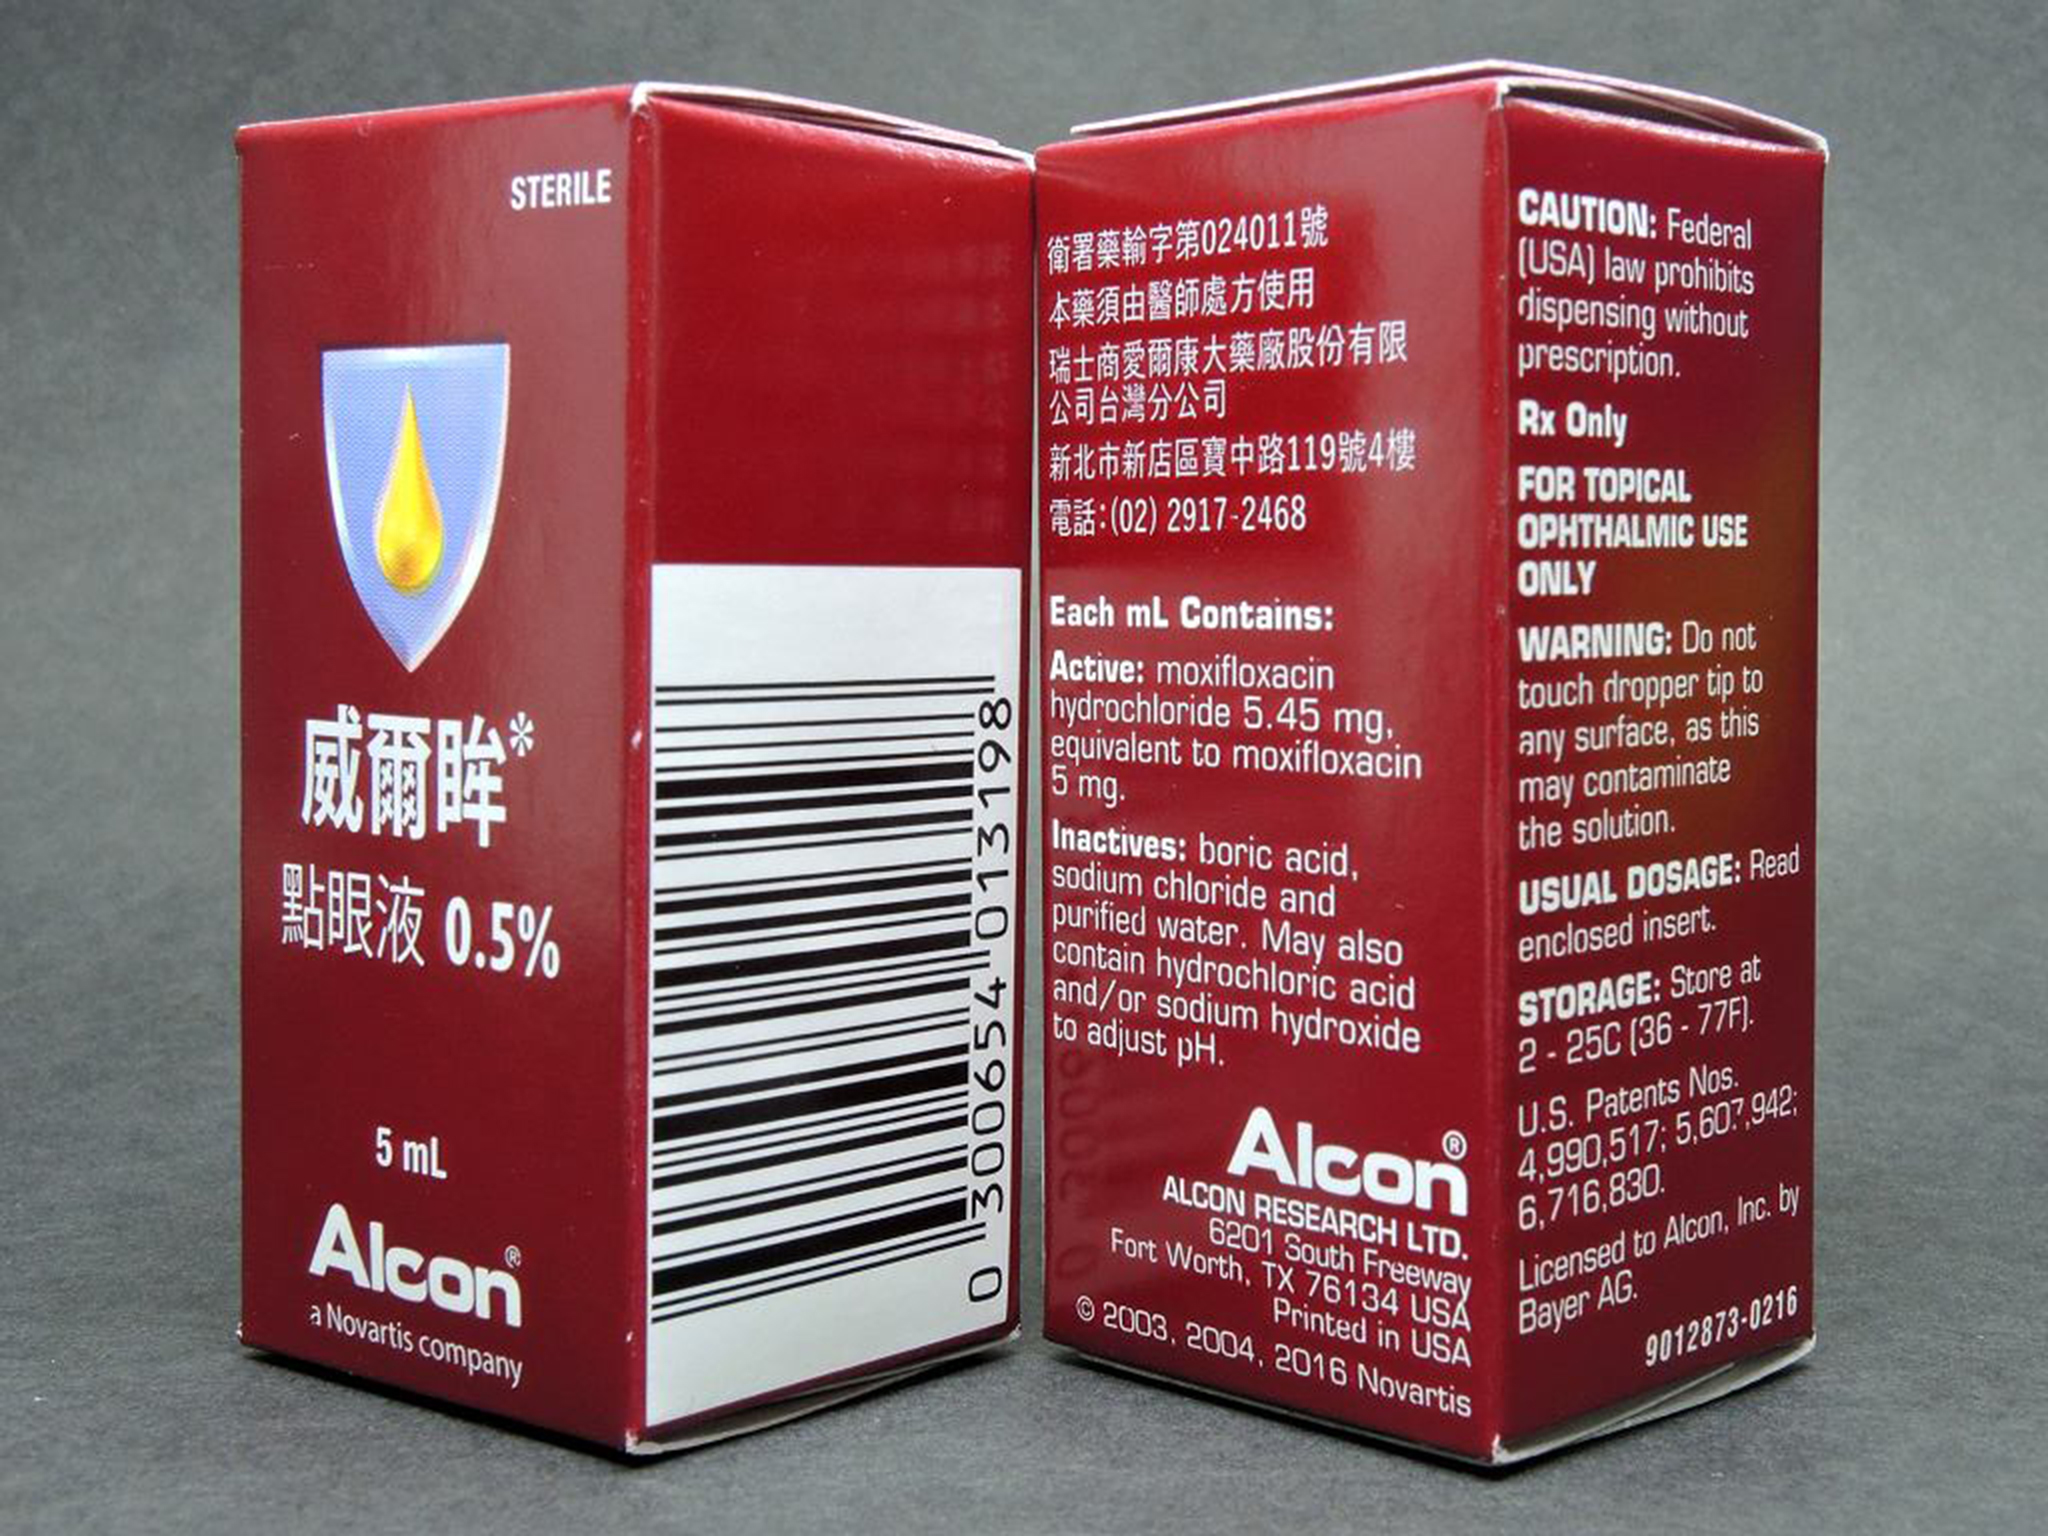 STERILE
威爾眸*
點眼液 0.5%
5 mL
Alcon®
a Novartis company
0 300654 013198
衛署藥輸字第024011號
本藥須由醫師處方使用
瑞士商愛爾康大藥廠股份有限
公司台灣分公司
新北市新店區寶中路119號4樓
電話:(02) 2917-2468
Each mL Contains:
Active: moxifloxacin
hydrochloride 5.45 mg,
equivalent to moxifloxacin
5 mg.
Inactives: boric acid,
sodium chloride and
purified water. May also
contain hydrochloric acid
and/or sodium hydroxide
to adjust pH.
Alcon®
ALCON RESEARCH LTD.
6201 South Freeway
Fort Worth, TX 76134 USA
Printed in USA
© 2003, 2004, 2016 Novartis
CAUTION: Federal
(USA) law prohibits
dispensing without
prescription.
Rx Only
FOR TOPICAL
OPHTHALMIC USE
ONLY
WARNING: Do not
touch dropper tip to
any surface, as this
may contaminate
the solution.
USUAL DOSAGE: Read
enclosed insert.
STORAGE: Store at
2 - 25C (36 - 77F).
U.S. Patents Nos.
4,990,517; 5,607,942;
6,716,830.
Licensed to Alcon, Inc. by
Bayer AG.
9012873-0216